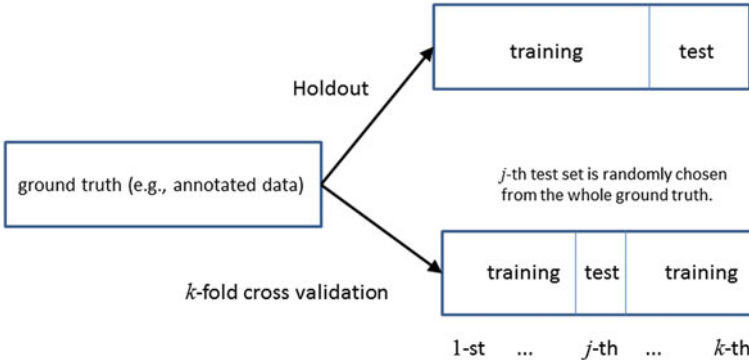 training test
Holdout
ground truth (e.g., annotated data)
j-th test set is randomly chosen
from the whole ground truth.
training test training
k-fold cross validation
1-st ... j-th ... k-th